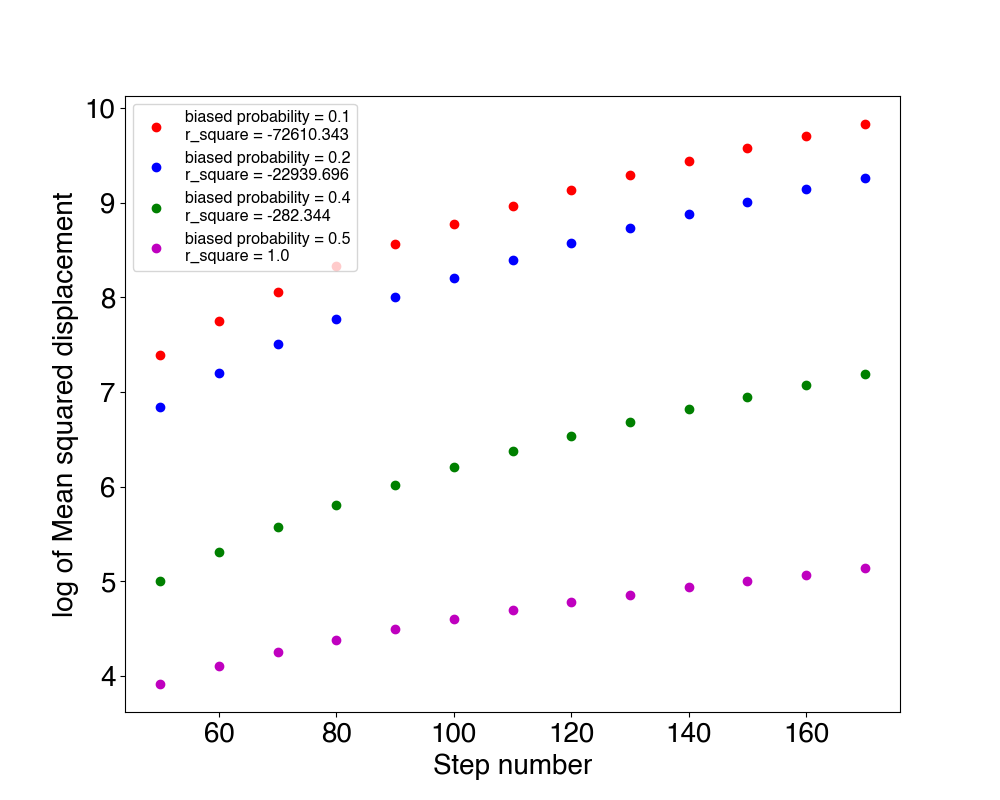 biased probability = 0.1
r_square = -72610.343
biased probability = 0.2
r_square = -22939.696
biased probability = 0.4
r_square = -282.344
biased probability = 0.5
r_square = 1.0
10
9
8
7
6
5
4
log of Mean squared displacement
60 80 100 120 140 160
Step number